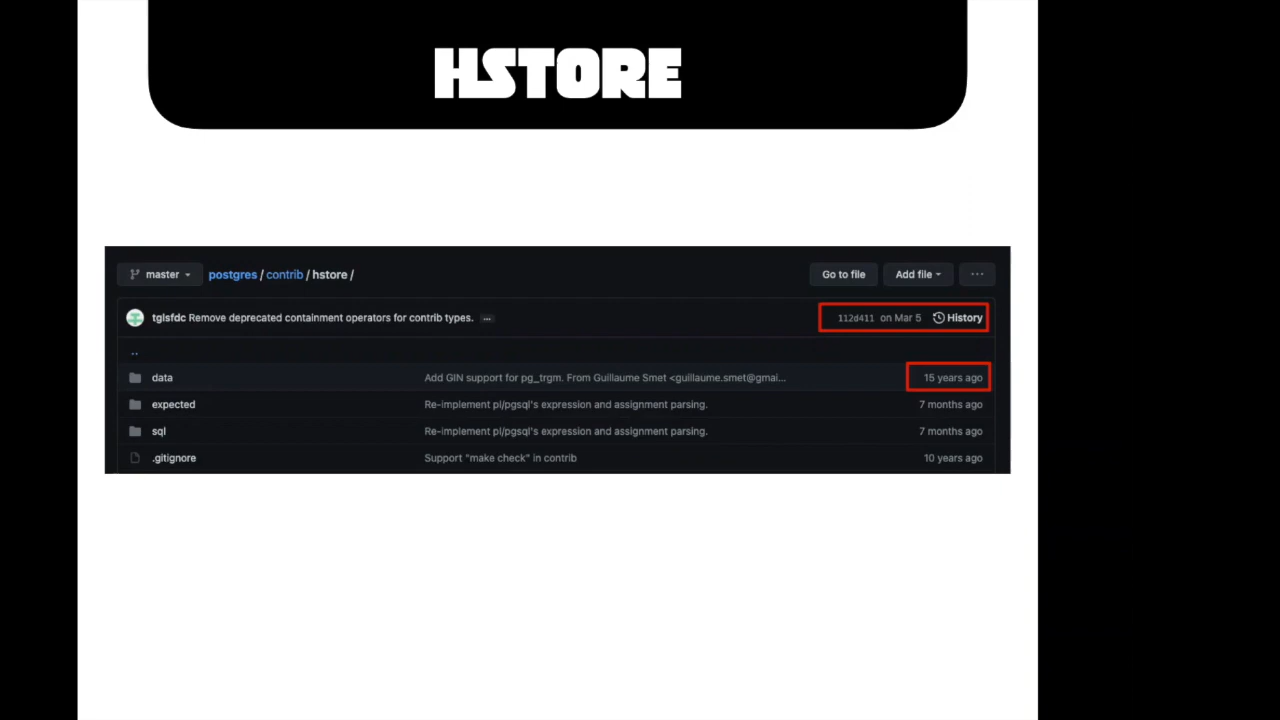 HSTORE
master postgres / contrib / hstore / Go to file Add file ...
tglsfdc Remove deprecated containment operators for contrib types. ... 112d411 on Mar 5 History
..
data Add GIN support for pg_trgm. From Guillaume Smet <guillaume.smet@gmai... 15 years ago
expected Re-implement pl/pgsql's expression and assignment parsing. 7 months ago
sql Re-implement pl/pgsql's expression and assignment parsing. 7 months ago
.gitignore Support "make check" in contrib 10 years ago